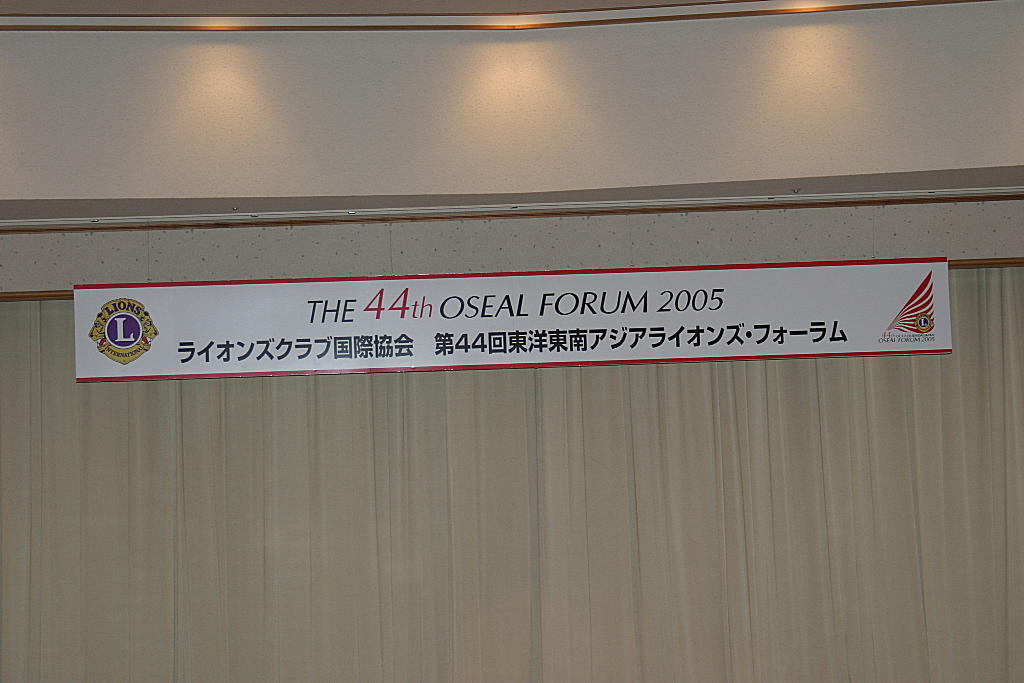 THE 44th OSEAL FORUM 2005
ライオンズクラブ国際協会 第44回東洋東南アジアライオンズ・フォーラム
LIONS
L
INTERNATIONAL
OSEAL FORUM 2005